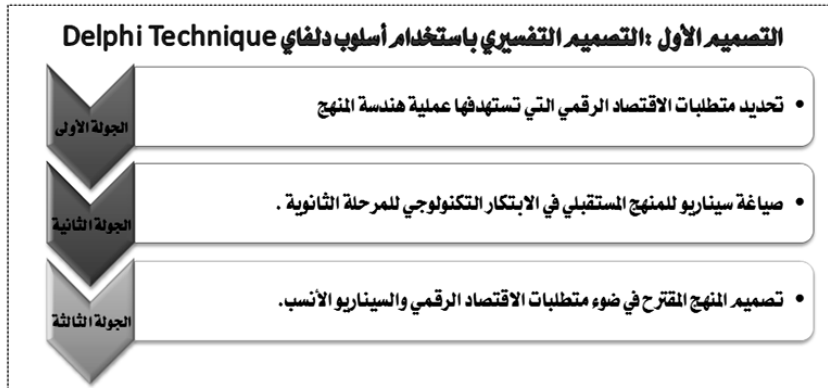 التصميم الأول :التصميم التفسيري باستخدام أسلوب دلفاي Delphi Technique
الجولة الأولى
• تحديد متطلبات الاقتصاد الرقمي التي تستهدفها عملية هندسة المنهج
الجولة الثانية
• صياغة سيناريو للمنهج المستقبلي في الابتكار التكنولوجي للمرحلة الثانوية .
الجولة الثالثة
• تصميم المنهج المقترح في ضوء متطلبات الاقتصاد الرقمي والسيناريو الأنسب.